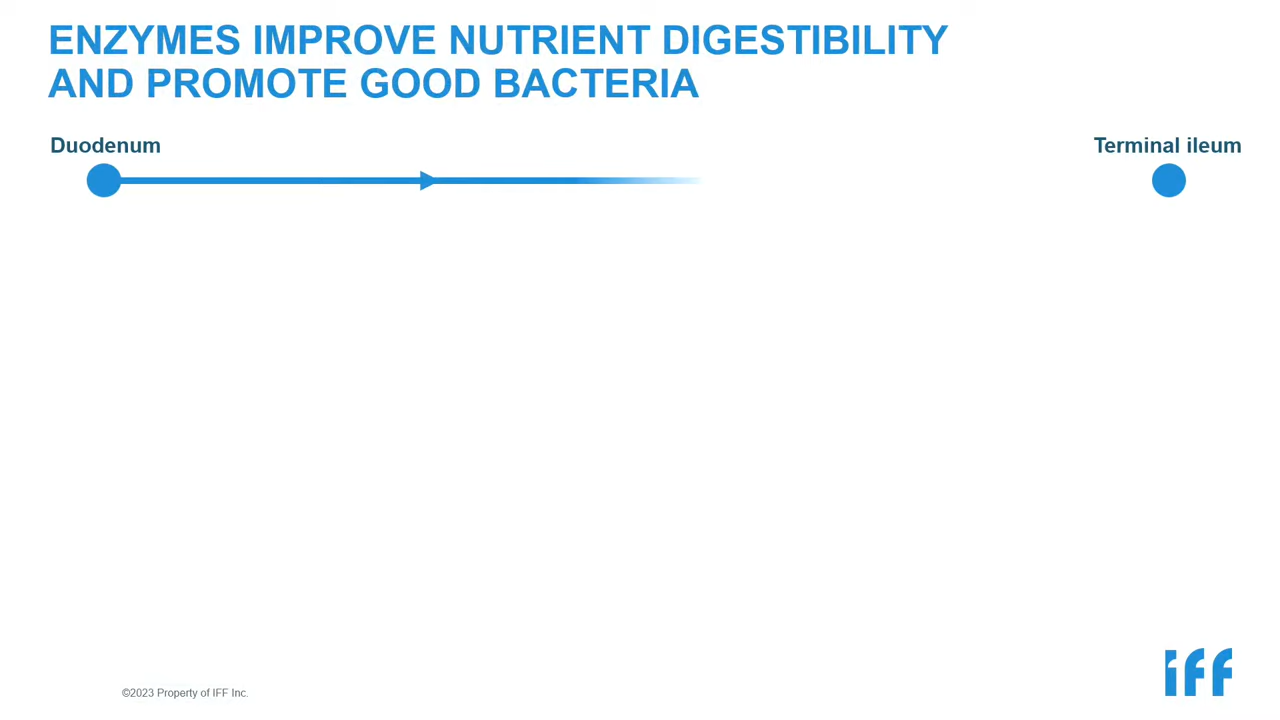 ENZYMES IMPROVE NUTRIENT DIGESTIBILITY
AND PROMOTE GOOD BACTERIA
Duodenum
Terminal ileum
©2023 Property of IFF Inc.
iff